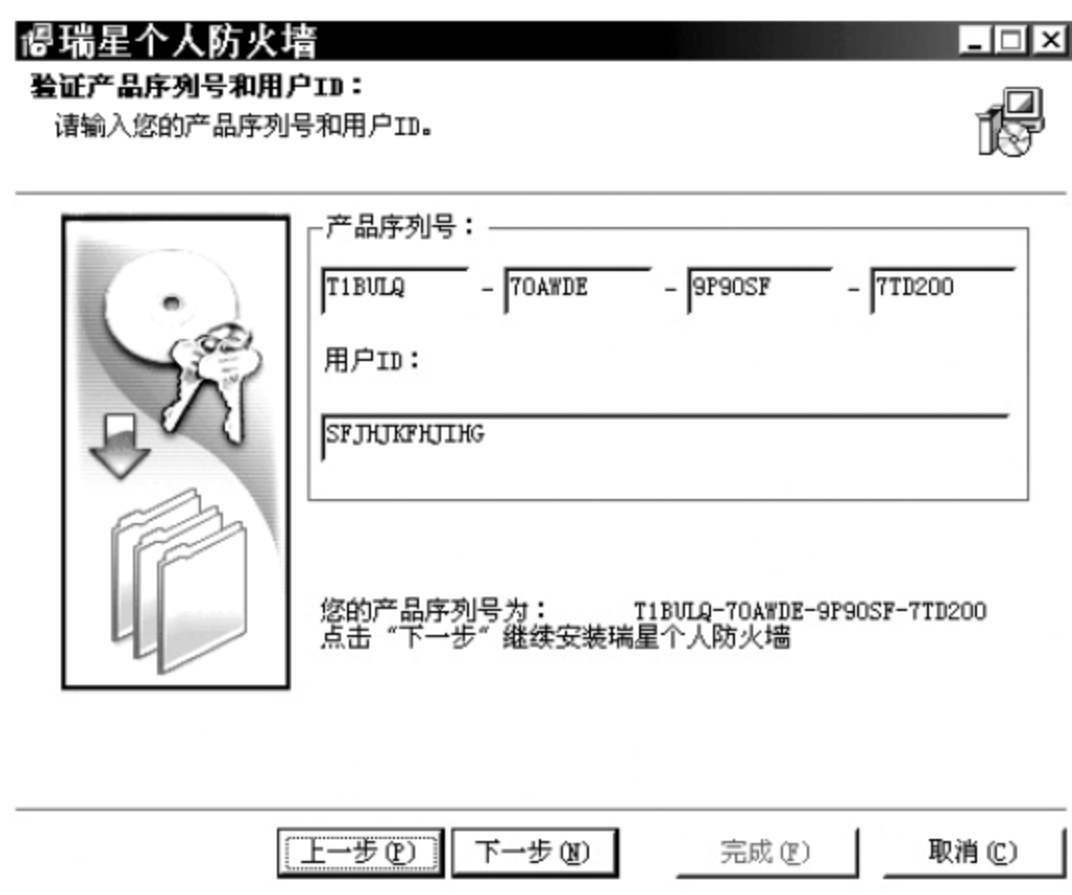 瑞星个人防火墙
验证产品序列号和用户ID：
请输入您的产品序列号和用户ID。
产品序列号：
T1BULQ - 70AWDE - 9P90SF - 7TD200
用户ID：
SFJHJKFHJIHG
您的产品序列号为： T1BULQ-70AWDE-9P90SF-7TD200
点击“下一步”继续安装瑞星个人防火墙
上一步(P) 下一步(N) 完成(F) 取消(C)